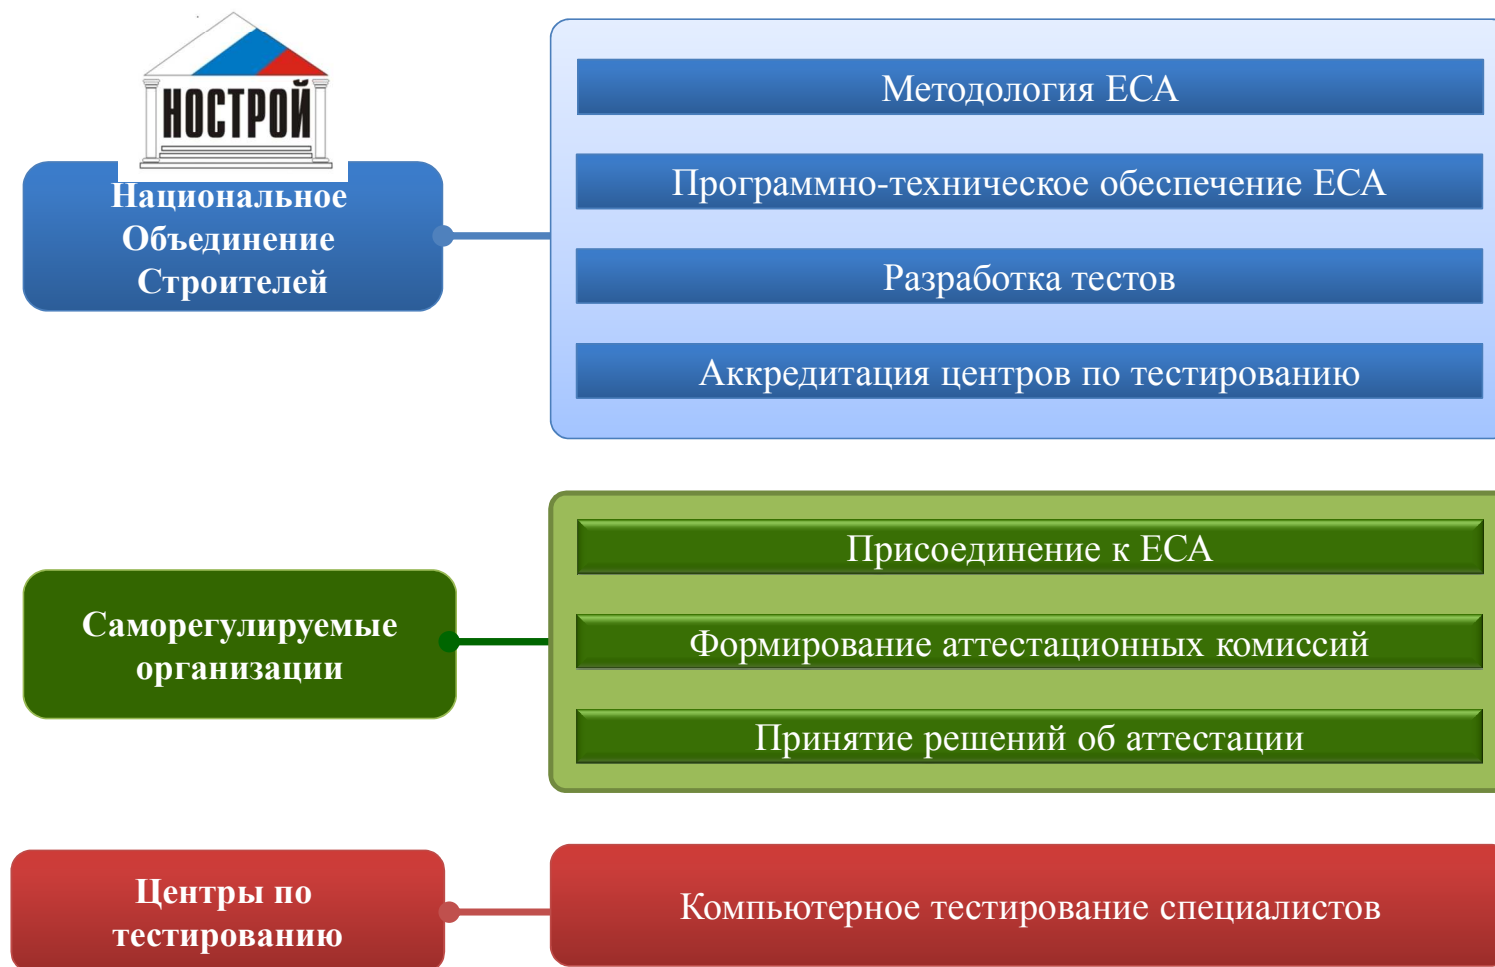 НОСТРОЙ
Национальное
Объединение
Строителей
Методология ЕСА
Программно-техническое обеспечение ЕСА
Разработка тестов
Аккредитация центров по тестированию
Саморегулируемые
организации
Присоединение к ЕСА
Формирование аттестационных комиссий
Принятие решений об аттестации
Центры по
тестированию
Компьютерное тестирование специалистов